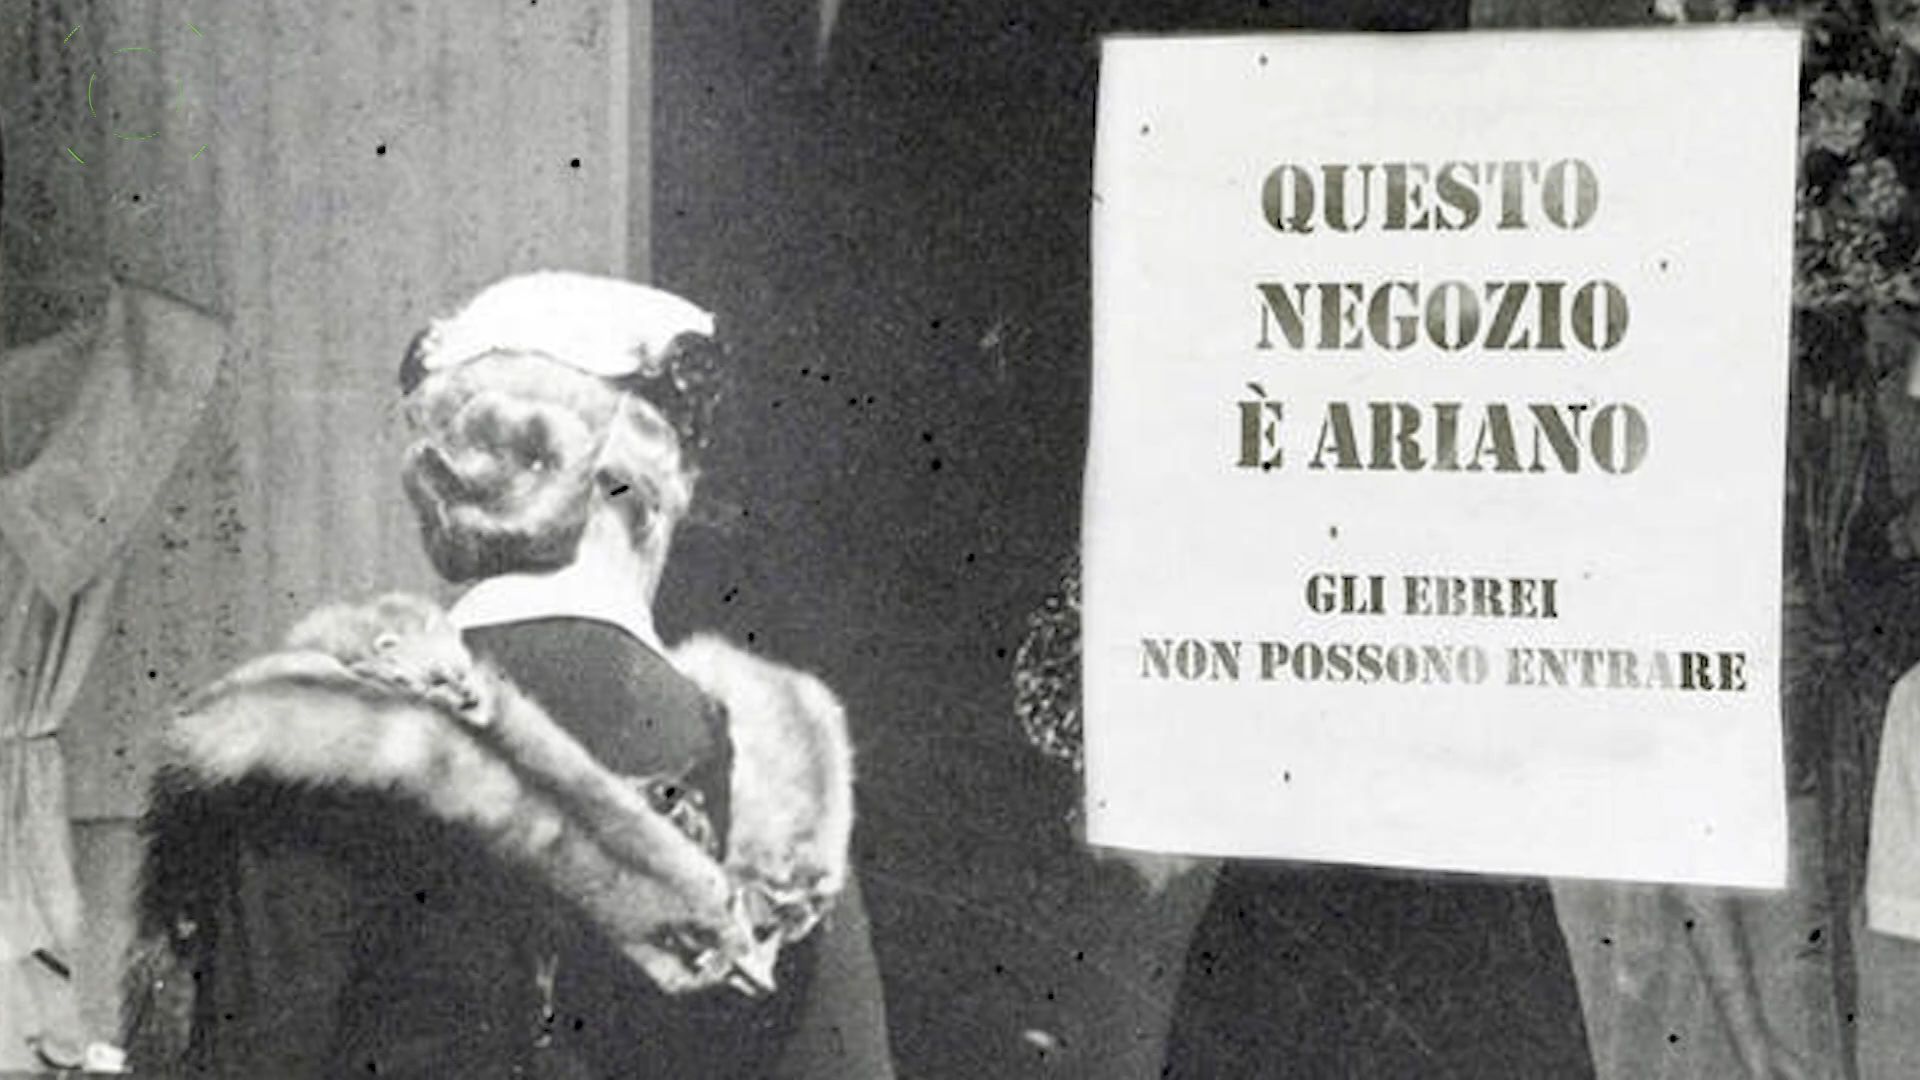 QUESTO
NEGOZIO
È ARIANO
GLI EBREI
NON POSSONO ENTRARE